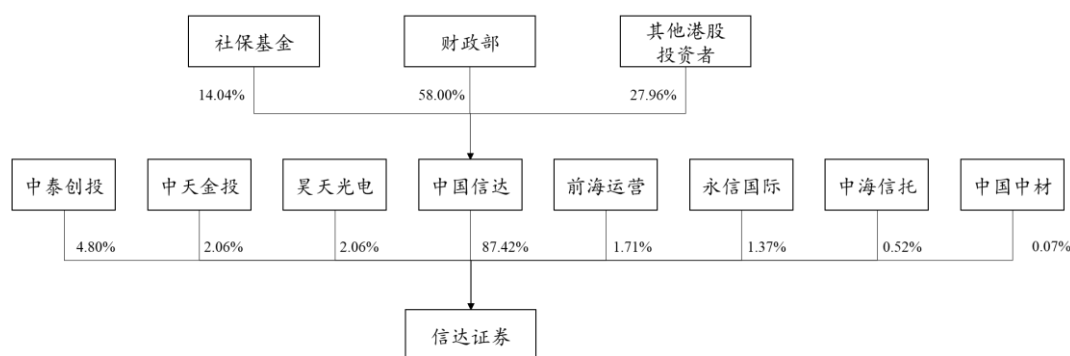 社保基金
财政部
其他港股
投资者
14.04%
58.00%
27.96%
中泰创投
中天金投
昊天光电
中国信达
前海运营
永信国际
中海信托
中国中材
4.80%
2.06%
2.06%
87.42%
1.71%
1.37%
0.52%
0.07%
信达证券